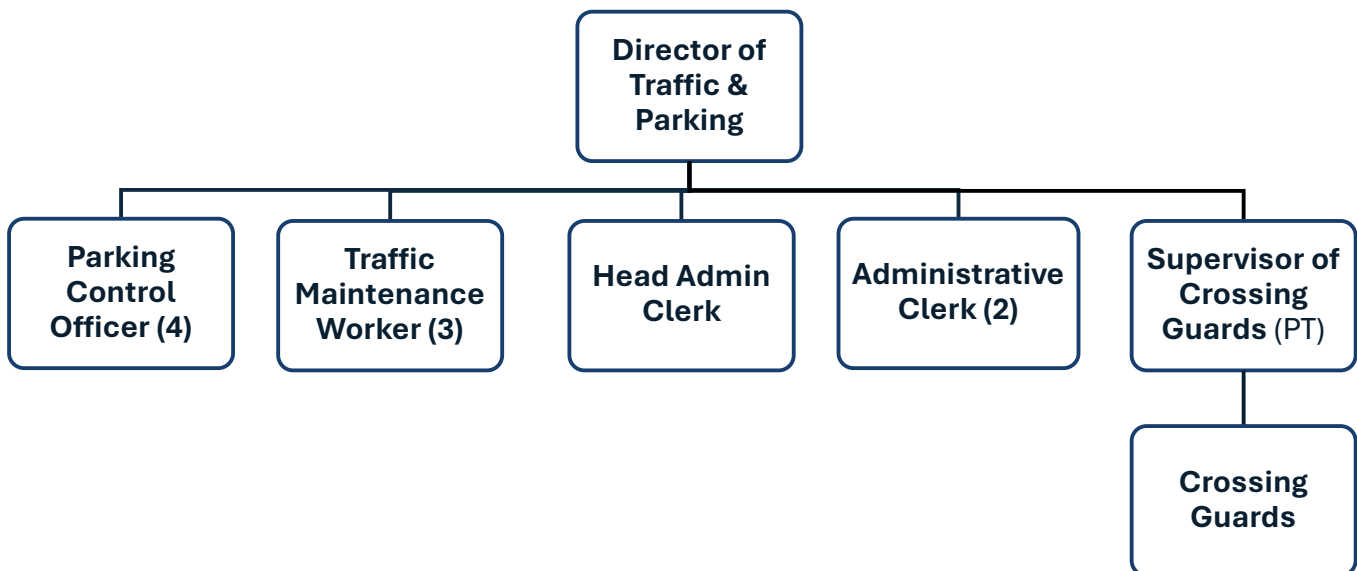 Director of
Traffic &
Parking
Parking
Control
Officer (4)
Traffic
Maintenance
Worker (3)
Head Admin
Clerk
Administrative
Clerk (2)
Supervisor of
Crossing
Guards (PT)
Crossing
Guards